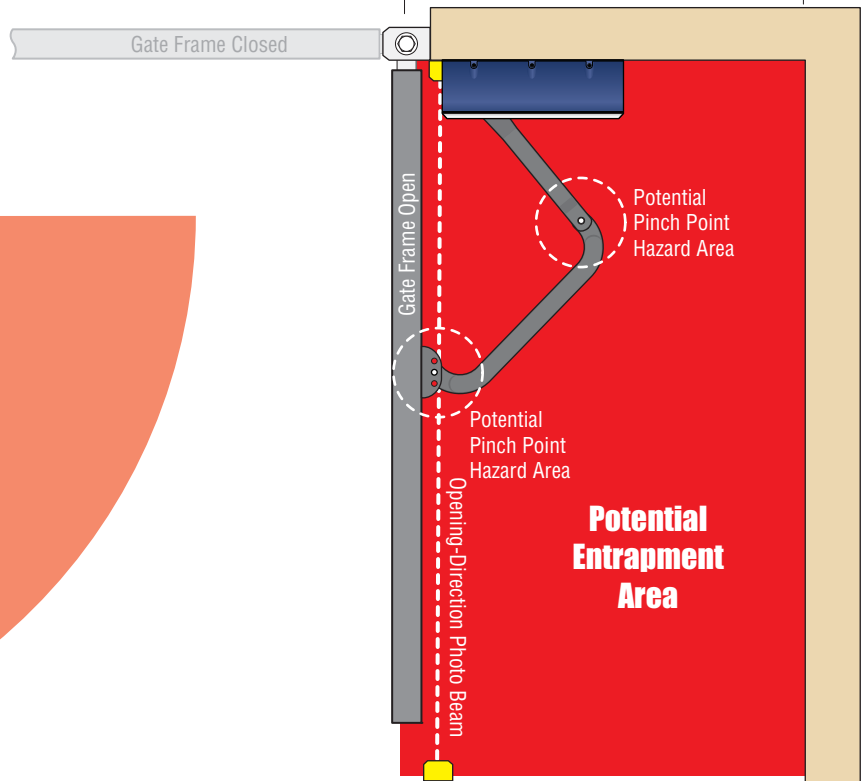 Gate Frame Closed
Gate Frame Open
Potential
Pinch Point
Hazard Area
Potential
Pinch Point
Hazard Area
Opening-Direction Photo Beam
Potential
Entrapment
Area